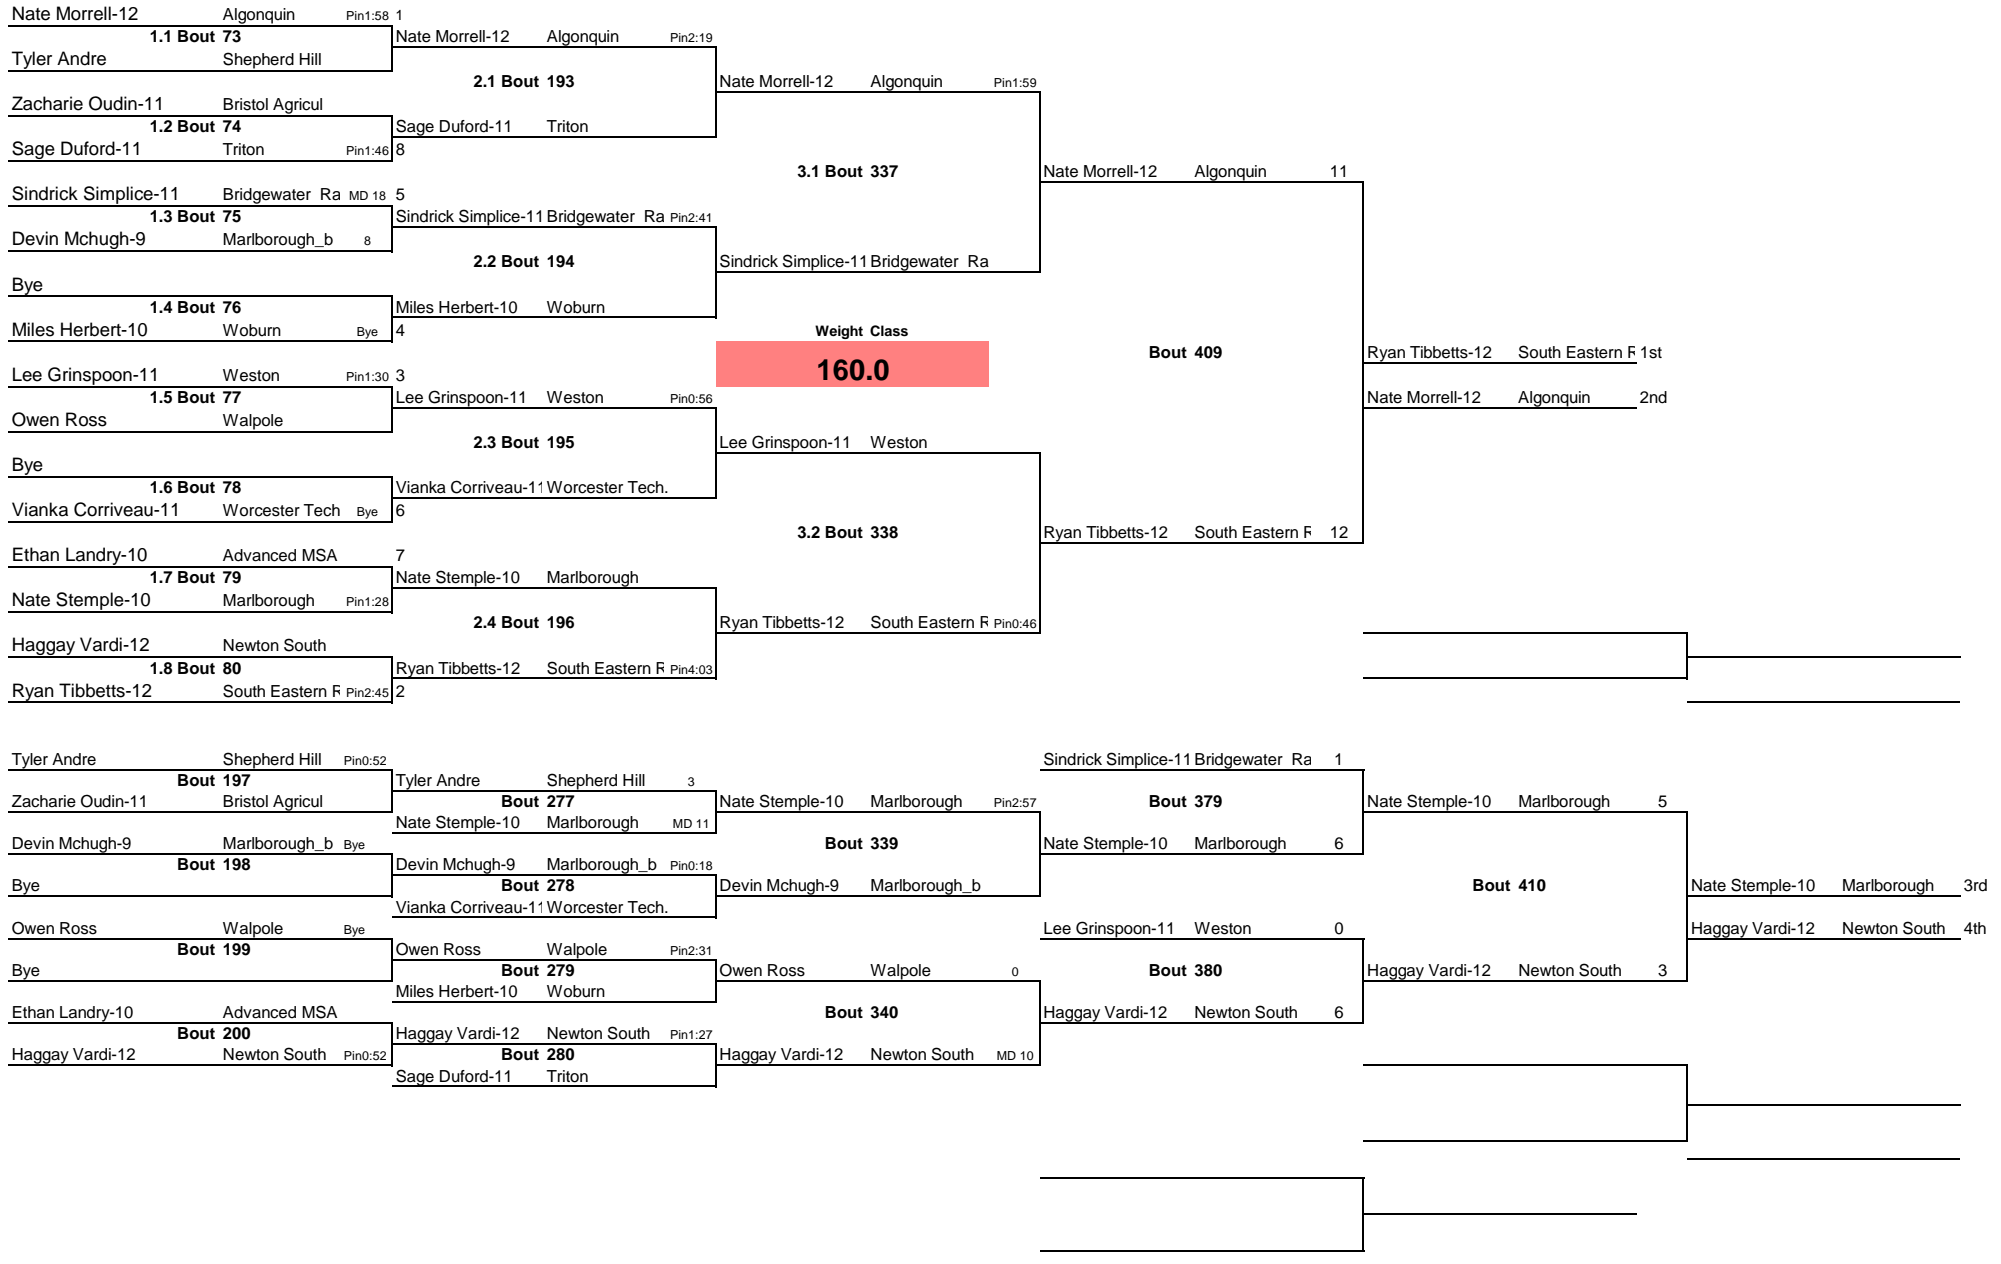 Nate Morrell-12 Algonquin Pin1:58 1
1.1 Bout 73 Nate Morrell-12 Algonquin Pin2:19
Tyler Andre Shepherd Hill
2.1 Bout 193 Nate Morrell-12 Algonquin Pin1:59
Zacharie Oudin-11 Bristol Agricul
1.2 Bout 74 Sage Duford-11 Triton
Sage Duford-11 Triton Pin1:46 8
3.1 Bout 337 Nate Morrell-12 Algonquin 11
Sindrick Simplice-11 Bridgewater Ra MD 18 5
1.3 Bout 75 Sindrick Simplice-11 Bridgewater Ra Pin2:41
Devin Mchugh-9 Marlborough_b 8
2.2 Bout 194 Sindrick Simplice-11 Bridgewater Ra
Bye
1.4 Bout 76 Miles Herbert-10 Woburn
Miles Herbert-10 Woburn Bye 4 Weight Class
Bout 409 Ryan Tibbetts-12 South Eastern R 1st
Lee Grinspoon-11 Weston Pin1:30 3 160.0
1.5 Bout 77 Lee Grinspoon-11 Weston Pin0:56 Nate Morrell-12 Algonquin 2nd
Owen Ross Walpole
2.3 Bout 195 Lee Grinspoon-11 Weston
Bye
1.6 Bout 78 Vianka Corriveau-11 Worcester Tech.
Vianka Corriveau-11 Worcester Tech Bye 6
3.2 Bout 338 Ryan Tibbetts-12 South Eastern R 12
Ethan Landry-10 Advanced MSA 7
1.7 Bout 79 Nate Stemple-10 Marlborough
Nate Stemple-10 Marlborough Pin1:28
2.4 Bout 196 Ryan Tibbetts-12 South Eastern R Pin0:46
Haggay Vardi-12 Newton South
1.8 Bout 80 Ryan Tibbetts-12 South Eastern R Pin4:03
Ryan Tibbetts-12 South Eastern R Pin2:45 2
Tyler Andre Shepherd Hill Pin0:52 Sindrick Simplice-11 Bridgewater Ra 1
Bout 197 Tyler Andre Shepherd Hill 3
Zacharie Oudin-11 Bristol Agricul Bout 277 Nate Stemple-10 Marlborough Pin2:57 Bout 379 Nate Stemple-10 Marlborough 5
Nate Stemple-10 Marlborough MD 11
Devin Mchugh-9 Marlborough_b Bye Bout 339 Nate Stemple-10 Marlborough 6
Bout 198 Devin Mchugh-9 Marlborough_b Pin0:18
Bye Bout 278 Devin Mchugh-9 Marlborough_b Bout 410 Nate Stemple-10 Marlborough 3rd
Vianka Corriveau-11 Worcester Tech.
Owen Ross Walpole Bye Lee Grinspoon-11 Weston 0 Haggay Vardi-12 Newton South 4th
Bout 199 Owen Ross Walpole Pin2:31
Bye Bout 279 Owen Ross Walpole 0 Bout 380 Haggay Vardi-12 Newton South 3
Miles Herbert-10 Woburn
Ethan Landry-10 Advanced MSA Bout 340 Haggay Vardi-12 Newton South 6
Bout 200 Haggay Vardi-12 Newton South Pin1:27
Haggay Vardi-12 Newton South Pin0:52 Bout 280 Haggay Vardi-12 Newton South MD 10
Sage Duford-11 Triton